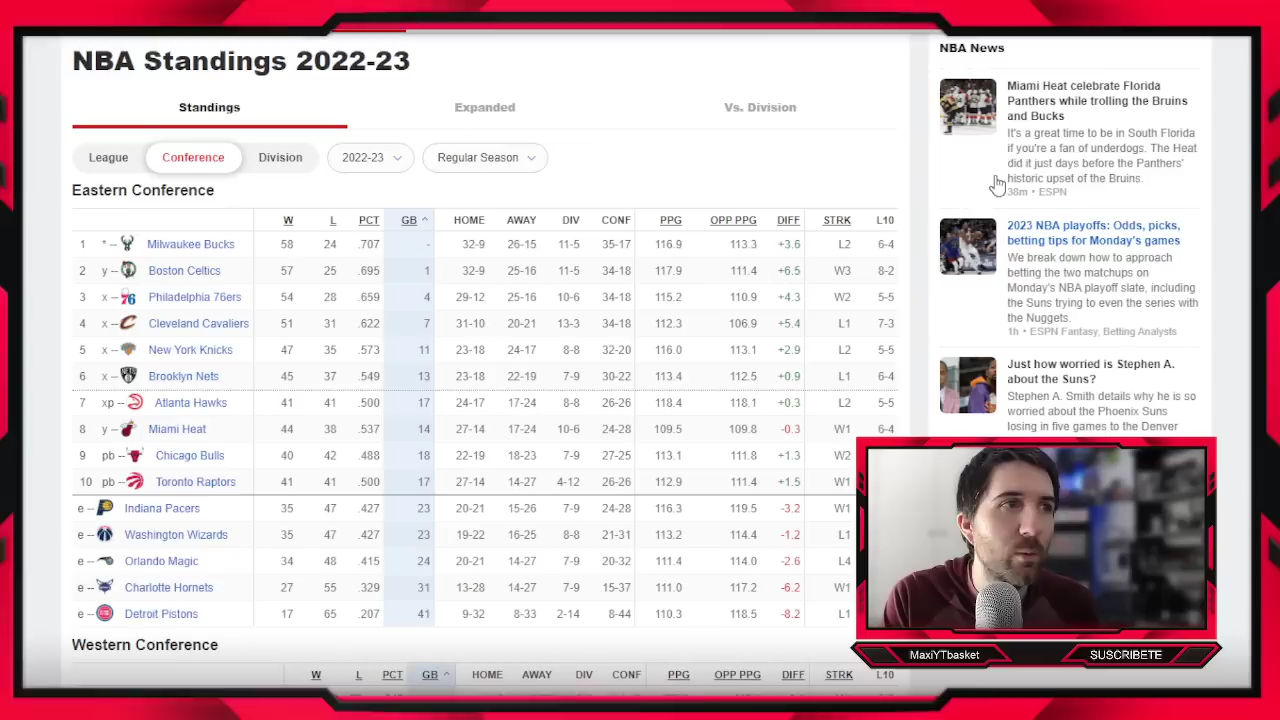 NBA Standings 2022-23
Standings Expanded Vs. Division
League Conference Division 2022-23 Regular Season
Eastern Conference
W L PCT GB HOME AWAY DIV CONF PPG OPP PPG DIFF STRK L10
1 * -- Milwaukee Bucks 58 24 .707 - 32-9 26-15 11-5 35-17 116.9 113.3 +3.6 L2 6-4
2 y -- Boston Celtics 57 25 .695 1 32-9 25-16 11-5 34-18 117.9 111.4 +6.5 W3 8-2
3 x -- 76 Philadelphia 76ers 54 28 .659 4 29-12 25-16 10-6 34-18 115.2 110.9 +4.3 W2 5-5
4 x -- Cleveland Cavaliers 51 31 .622 7 31-10 20-21 13-3 34-18 112.3 106.9 +5.4 L1 7-3
5 x -- New York Knicks 47 35 .573 11 23-18 24-17 8-8 32-20 116.0 113.1 +2.9 L2 5-5
6 x -- Brooklyn Nets 45 37 .549 13 23-18 22-19 7-9 30-22 113.4 112.5 +0.9 L1 6-4
7 xp -- Atlanta Hawks 41 41 .500 17 24-17 17-24 8-8 26-26 118.4 118.1 +0.3 L2 5-5
8 y -- Miami Heat 44 38 .537 14 27-14 17-24 10-6 24-28 109.5 109.8 -0.3 W1 6-4
9 pb -- Chicago Bulls 40 42 .488 18 22-19 18-23 7-9 27-25 113.1 111.8 +1.3 W2
10 pb -- Toronto Raptors 41 41 .500 17 27-14 14-27 4-12 26-26 112.9 111.4 +1.5 W1
e -- Indiana Pacers 35 47 .427 23 20-21 15-26 7-9 24-28 116.3 119.5 -3.2 W1
e -- Washington Wizards 35 47 .427 23 19-22 16-25 8-8 21-31 113.2 114.4 -1.2 L1
e -- Orlando Magic 34 48 .415 24 20-21 14-27 7-9 20-32 111.4 114.0 -2.6 L4
e -- Charlotte Hornets 27 55 .329 31 13-28 14-27 7-9 15-37 111.0 117.2 -6.2 W1
e -- Detroit Pistons 17 65 .207 41 9-32 8-33 2-14 8-44 110.3 118.5 -8.2 L1
Western Conference
W L PCT GB HOME AWAY DIV CONF PPG OPP PPG DIFF STRK L10
NBA News
Miami Heat celebrate Florida
Panthers while trolling the Bruins
and Bucks
It's a great time to be in South Florida
if you're a fan of underdogs. The Heat
did it just days before the Panthers'
historic upset of the Bruins.
38m • ESPN
2023 NBA playoffs: Odds, picks,
betting tips for Monday's games
We break down how to approach
betting the two matchups on
Monday's NBA playoff slate, including
the Suns trying to even the series with
the Nuggets.
1h • ESPN Fantasy, Betting Analysts
Just how worried is Stephen A.
about the Suns?
Stephen A. Smith details why he is so
worried about the Phoenix Suns
losing in five games to the Denver
MaxiYTbasket
SUSCRIBETE